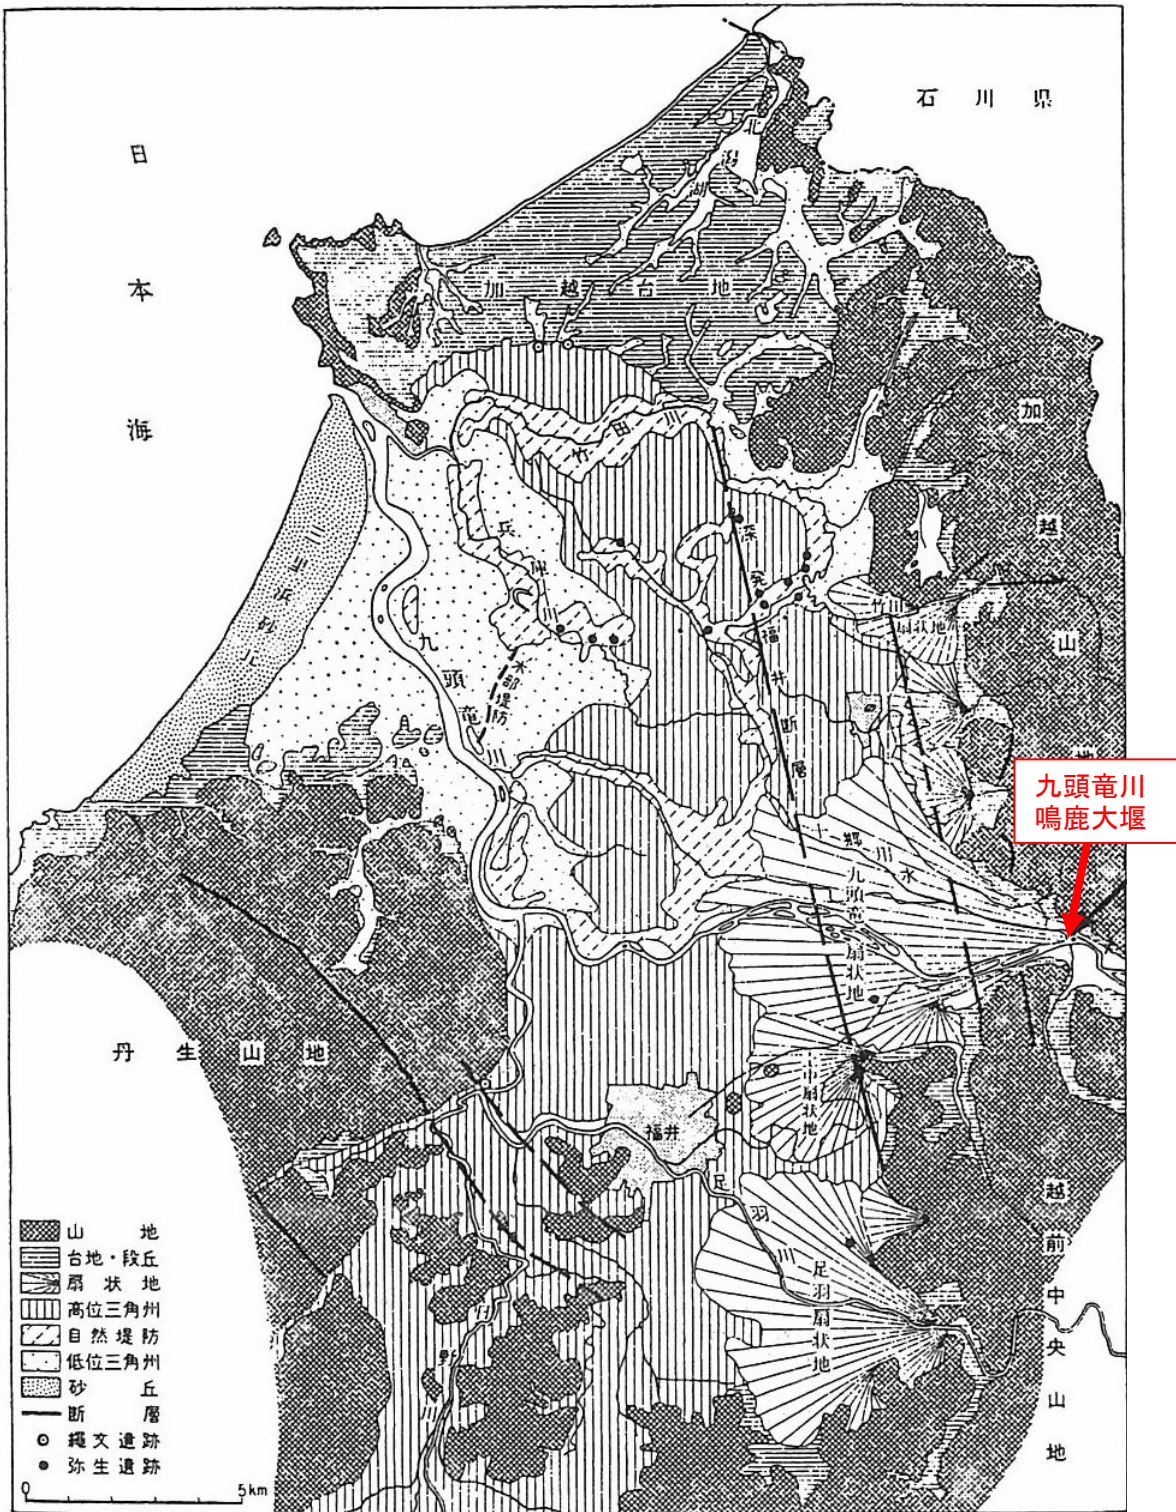 石川県
日本海
北潟湖
加越台地
竹田川
加越山地
兵庫川
三里浜砂丘
九頭竜川
木部堤防
福井断層
竹田川扇状地
九頭竜川
鳴鹿大堰
十郷用水
九頭竜扇状地
丹生山地
福井
足羽川
足羽扇状地
日野川
越前中央山地
山地
台地・段丘
扇状地
高位三角州
自然堤防
低位三角州
砂丘
断層
縄文遺跡
弥生遺跡
0 5km